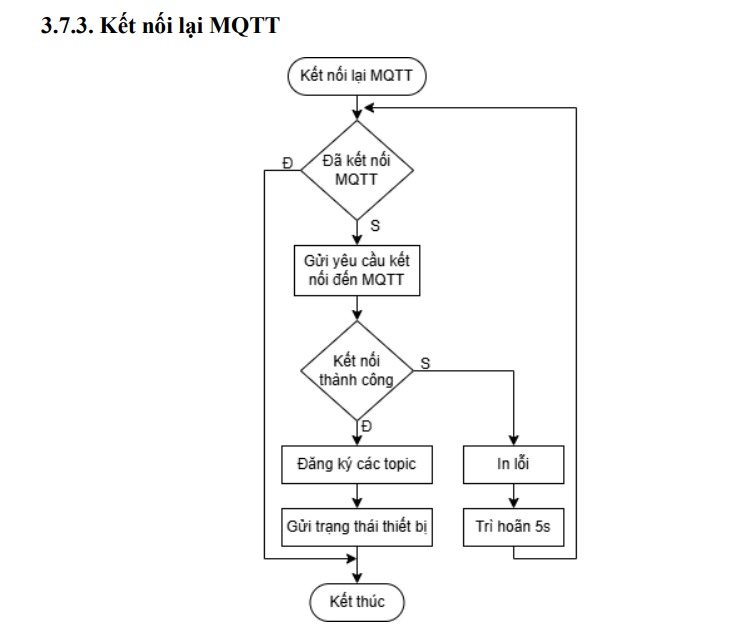 3.7.3. Kết nối lại MQTT
Kết nối lại MQTT
Đ
Đã kết nối
MQTT
S
Gửi yêu cầu kết
nối đến MQTT
Kết nối
thành công
S
Đ
Đăng ký các topic
In lỗi
Gửi trạng thái thiết bị
Trì hoãn 5s
Kết thúc